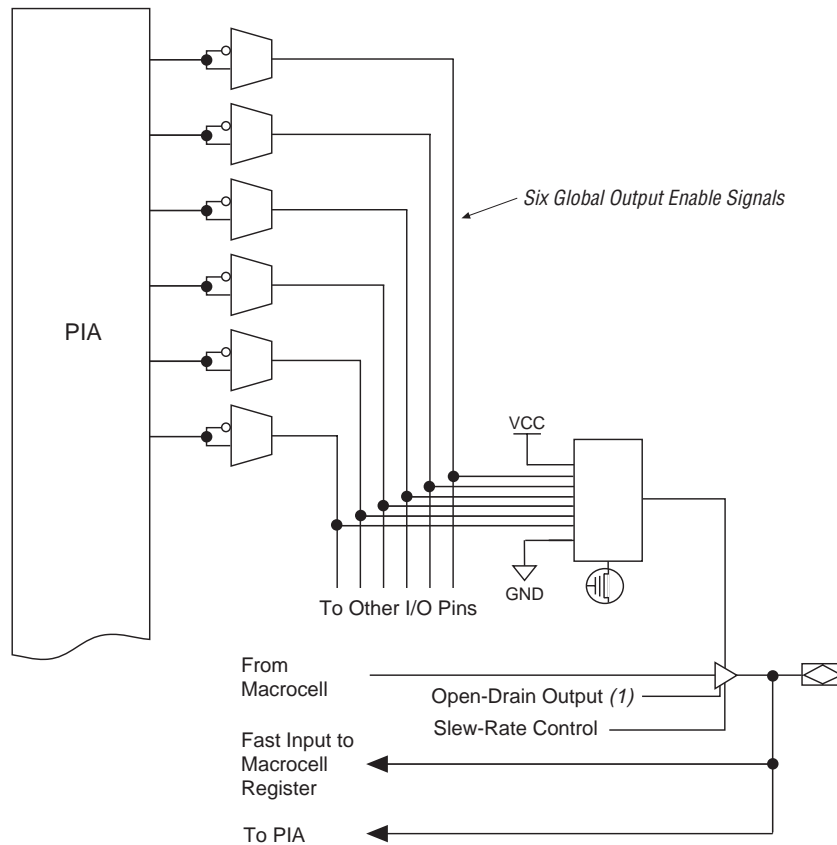 Six Global Output Enable Signals
PIA
VCC
GND
To Other I/O Pins
From
Macrocell
Open-Drain Output (1)
Slew-Rate Control
Fast Input to
Macrocell
Register
To PIA